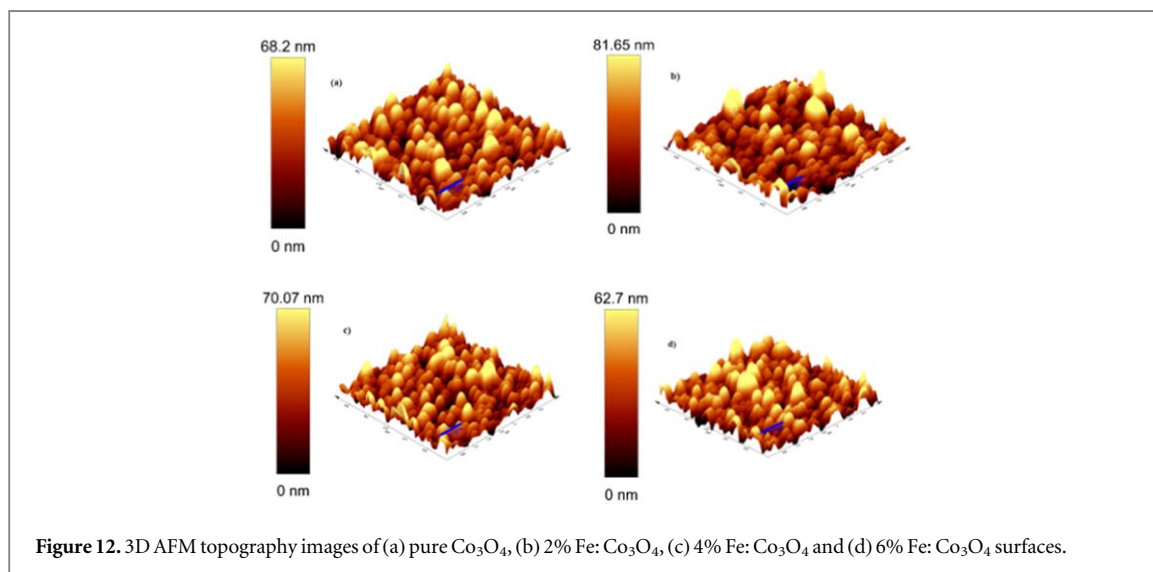 68.2 nm
(a)
0 nm
81.65 nm
b)
0 nm
70.07 nm
c)
0 nm
62.7 nm
d)
0 nm
Figure 12. 3D AFM topography images of (a) pure Co₃O₄, (b) 2% Fe: Co₃O₄, (c) 4% Fe: Co₃O₄ and (d) 6% Fe: Co₃O₄ surfaces.